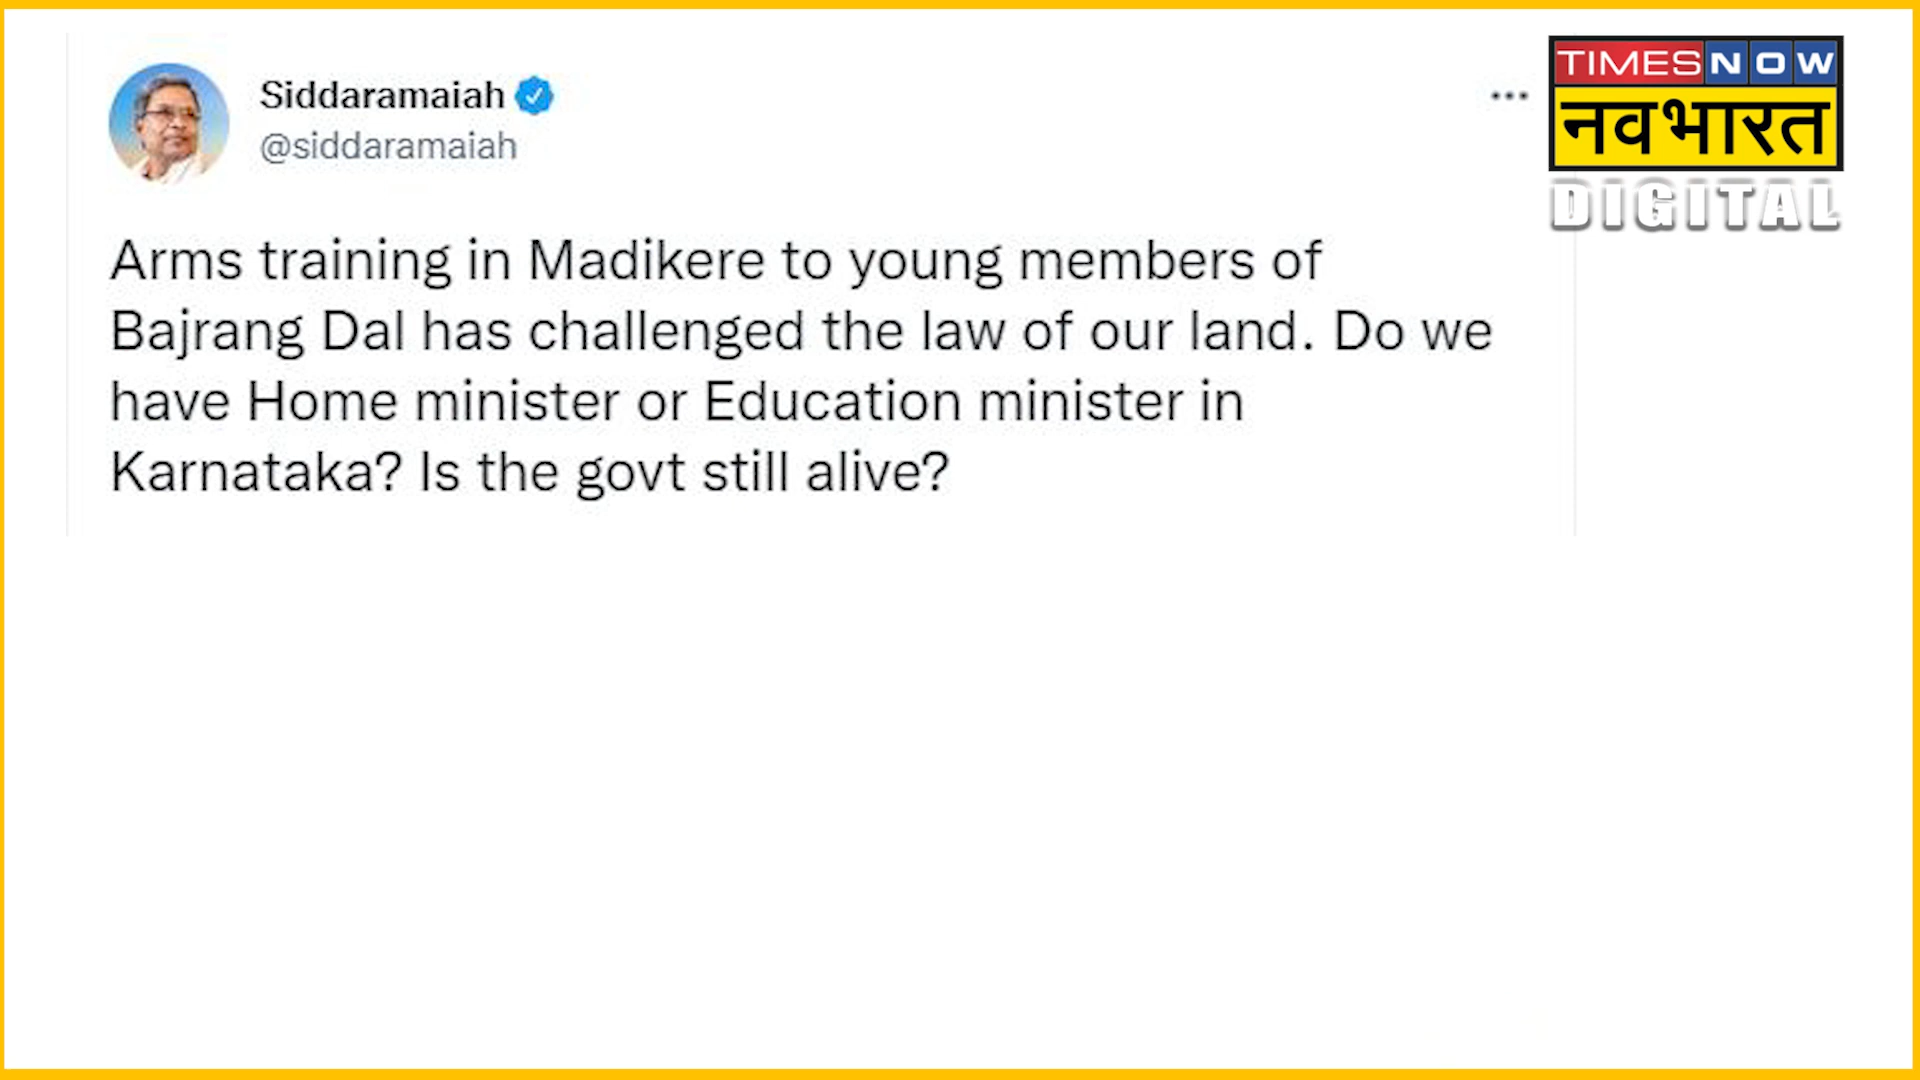 Siddaramaiah
@siddaramaiah
TIMES NOW
नवभारत
DIGITAL
Arms training in Madikere to young members of
Bajrang Dal has challenged the law of our land. Do we
have Home minister or Education minister in
Karnataka? Is the govt still alive?